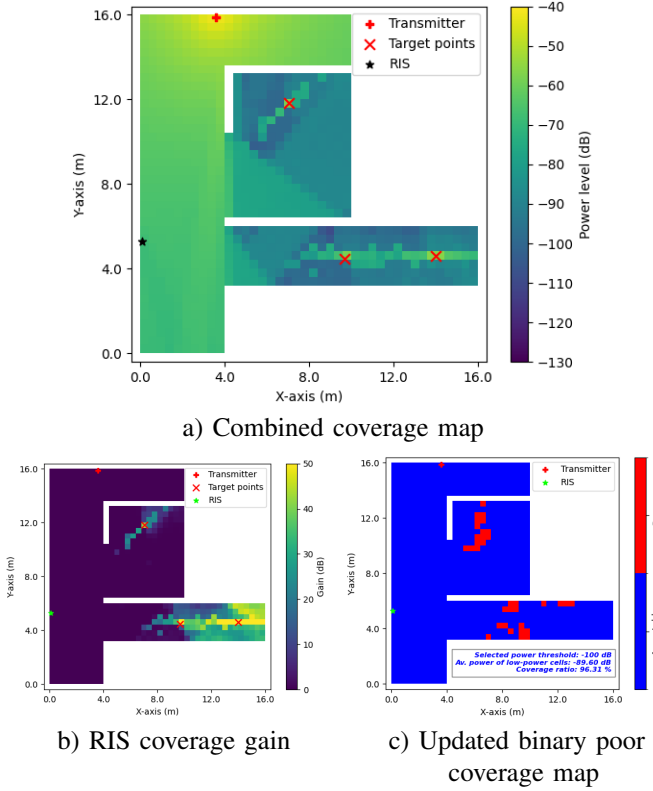 16.0
12.0
8.0
4.0
0.0
Y-axis (m)
0.0 4.0 8.0 12.0 16.0
X-axis (m)
Transmitter
Target points
RIS
−40
−50
−60
−70
−80
−90
−100
−110
−120
−130
Power level (dB)
a) Combined coverage map
16.0
12.0
8.0
4.0
0.0
Y-axis (m)
0.0 4.0 8.0 12.0 16.0
X-axis (m)
Transmitter
Target points
RIS
50
40
30
20
10
0
Gain (dB)
b) RIS coverage gain
16.0
12.0
8.0
4.0
0.0
Y-axis (m)
0.0 4.0 8.0 12.0 16.0
X-axis (m)
Transmitter
RIS
Selected power threshold: -100 dB
Av. power of low-power cells: -89.60 dB
Coverage ratio: 96.31 %
c) Updated binary poor
coverage map